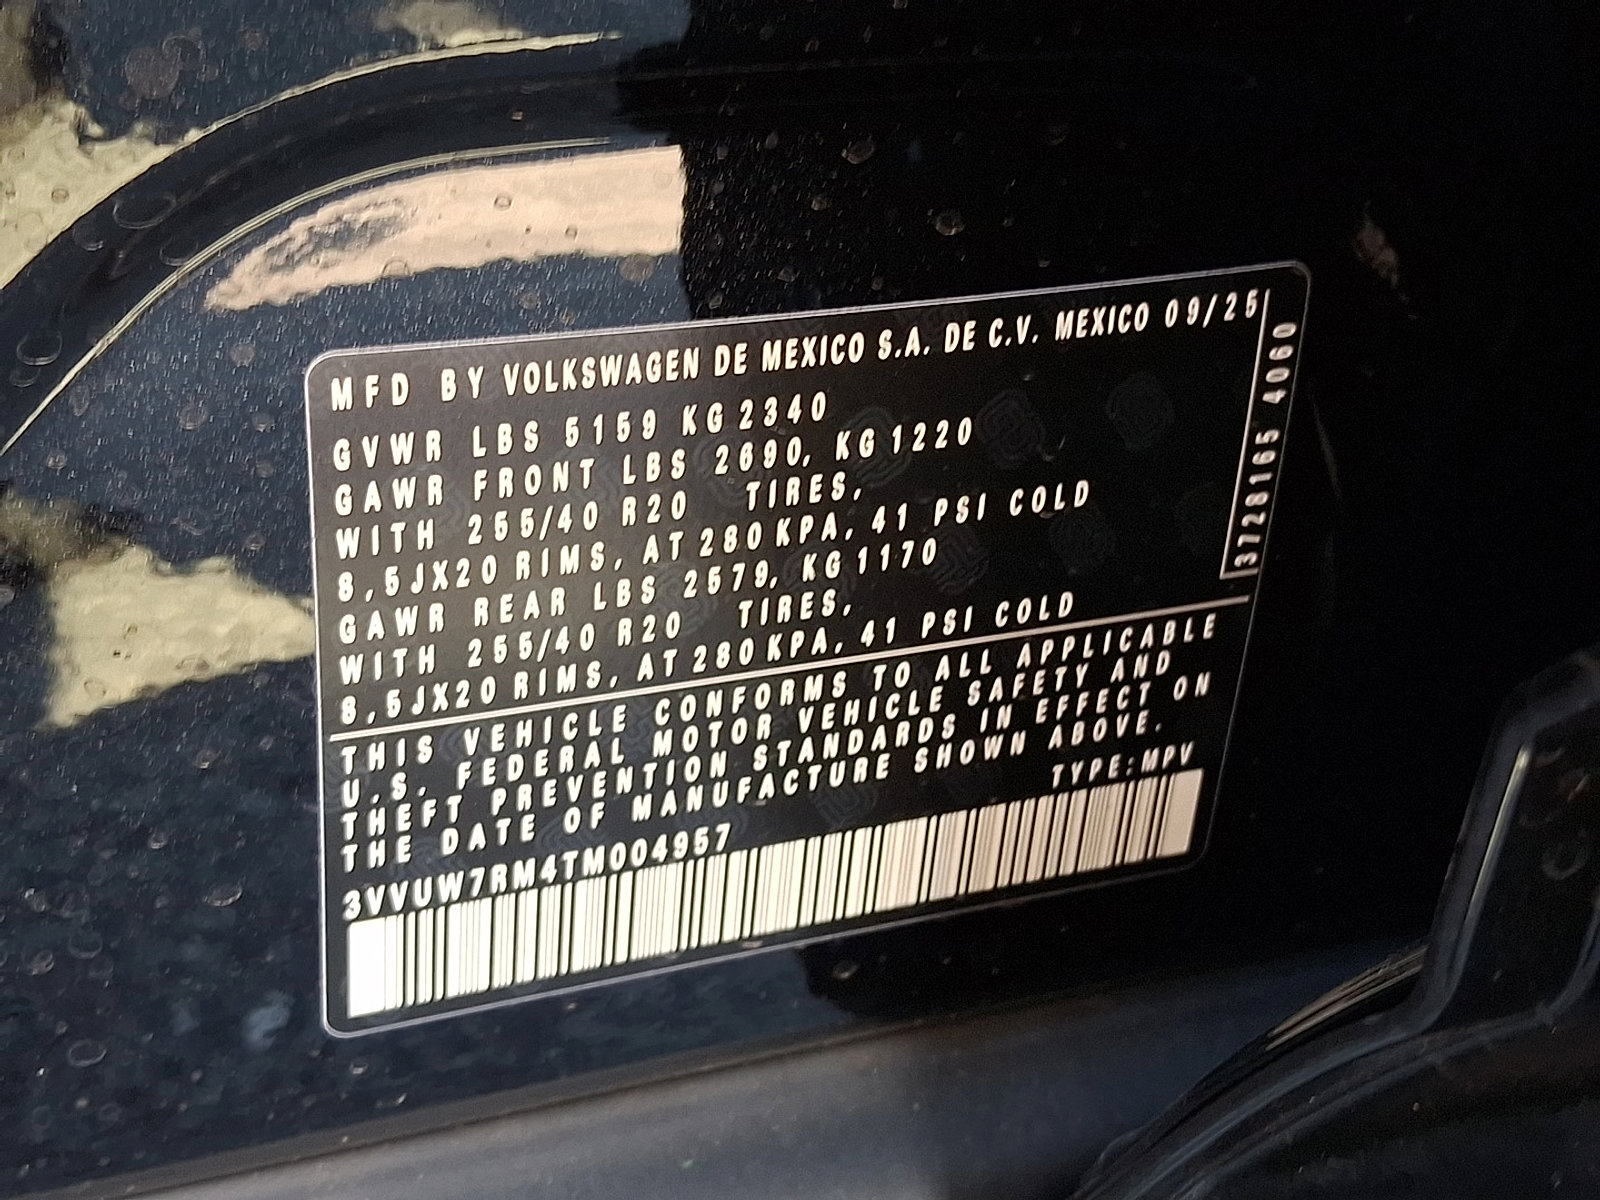 MFD BY VOLKSWAGEN DE MEXICO S.A. DE C.V. MEXICO 09/25
GVWR LBS 5159 KG 2340
GAWR FRONT LBS 2690, KG 1220
WITH 255/40 R20 TIRES,
8,5JX20 RIMS, AT 280 KPA, 41 PSI COLD
GAWR REAR LBS 2579, KG 1170
WITH 255/40 R20 TIRES,
8,5JX20 RIMS, AT 280 KPA, 41 PSI COLD
THIS VEHICLE CONFORMS TO ALL APPLICABLE
U.S. FEDERAL MOTOR VEHICLE SAFETY AND
THEFT PREVENTION STANDARDS IN EFFECT ON
THE DATE OF MANUFACTURE SHOWN ABOVE.
TYPE:MPV
3VVUW7RM4TM004957
3728165 4060